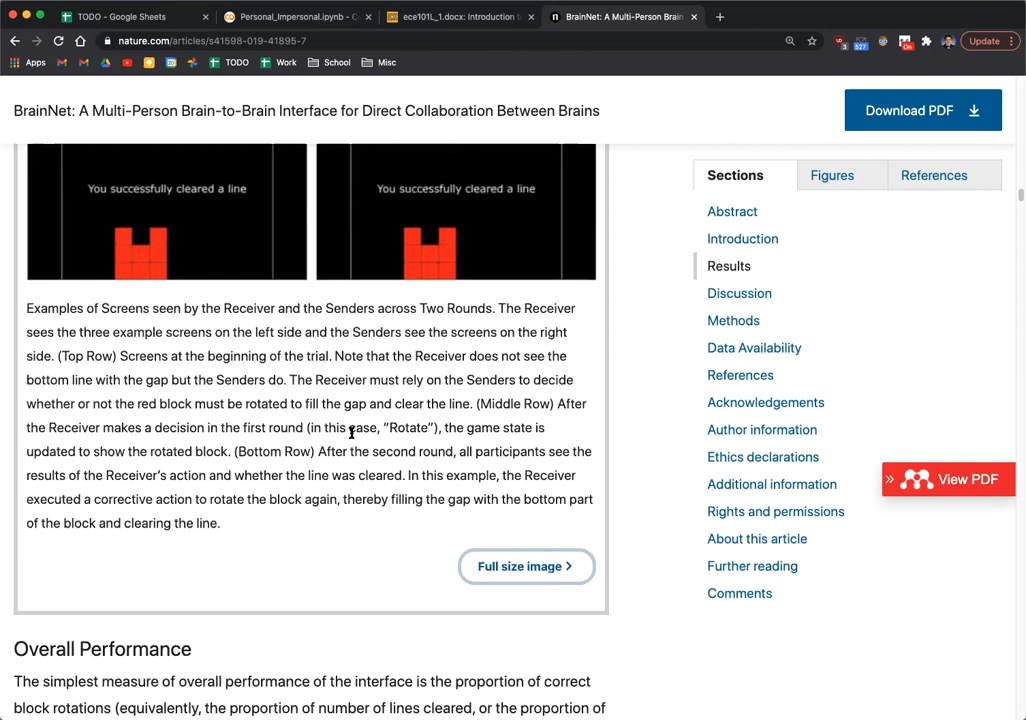 TODO - Google Sheets
Personal_Impersonal.ipynb - C
ece101L_1.docx: Introduction t
BrainNet: A Multi-Person Brain
nature.com/articles/s41598-019-41895-7
3
527
On
Update
Apps
TODO
Work
School
Misc
BrainNet: A Multi-Person Brain-to-Brain Interface for Direct Collaboration Between Brains
Download PDF
You successfully cleared a line
You successfully cleared a line
Examples of Screens seen by the Receiver and the Senders across Two Rounds. The Receiver
sees the three example screens on the left side and the Senders see the screens on the right
side. (Top Row) Screens at the beginning of the trial. Note that the Receiver does not see the
bottom line with the gap but the Senders do. The Receiver must rely on the Senders to decide
whether or not the red block must be rotated to fill the gap and clear the line. (Middle Row) After
the Receiver makes a decision in the first round (in this case, “Rotate”), the game state is
updated to show the rotated block. (Bottom Row) After the second round, all participants see the
results of the Receiver’s action and whether the line was cleared. In this example, the Receiver
executed a corrective action to rotate the block again, thereby filling the gap with the bottom part
of the block and clearing the line.
Full size image
Overall Performance
The simplest measure of overall performance of the interface is the proportion of correct
block rotations (equivalently, the proportion of number of lines cleared, or the proportion of
Sections
Figures
References
Abstract
Introduction
Results
Discussion
Methods
Data Availability
References
Acknowledgements
Author information
Ethics declarations
Additional information
Rights and permissions
About this article
Further reading
Comments
View PDF